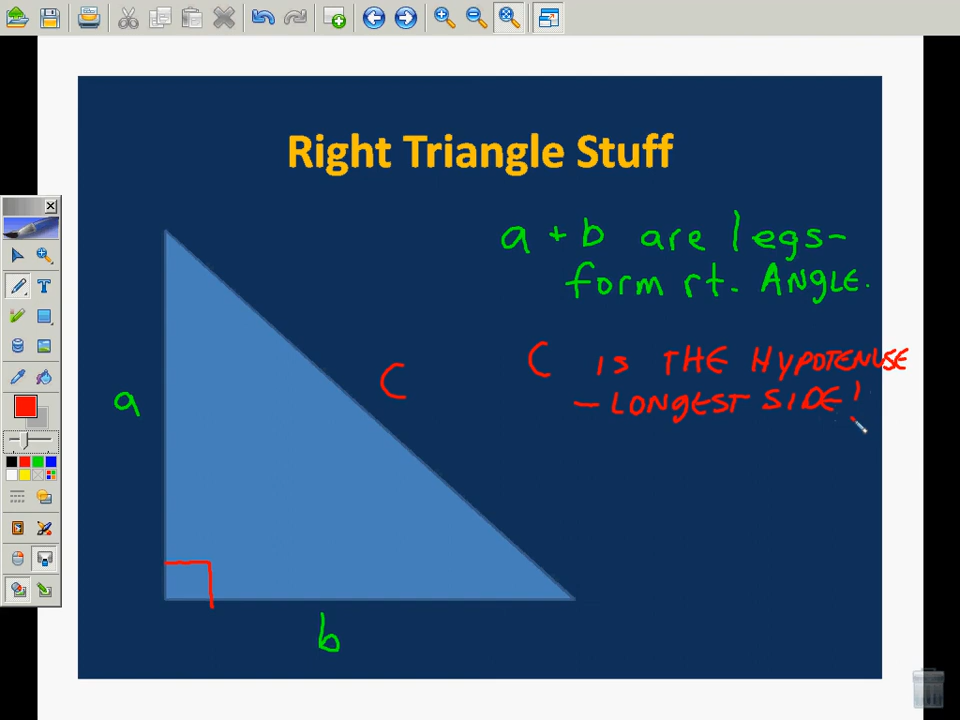 Right Triangle Stuff
a + b are legs-
form rt. ANGLE.
C IS THE HYPOTENUSE
- LONGEST SIDE!
a
C
b
T